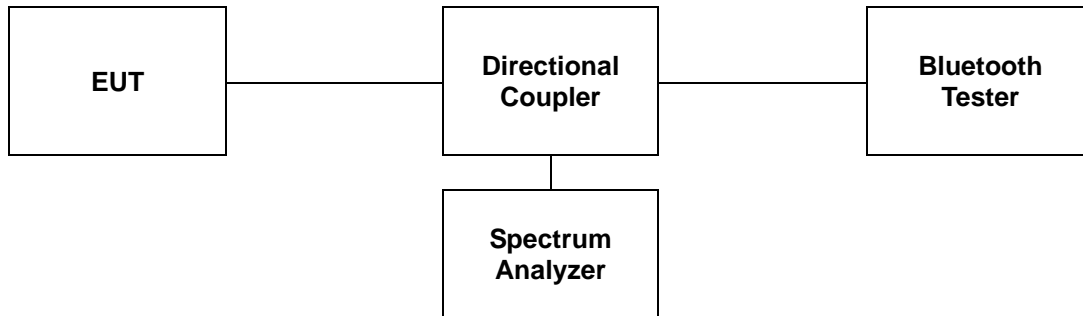 EUT
Directional
Coupler
Bluetooth
Tester
Spectrum
Analyzer